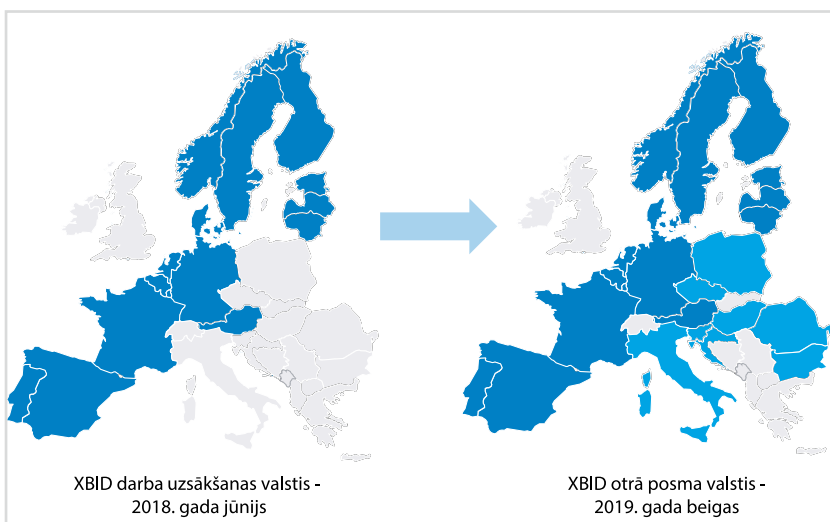 XBID darba uzsākšanas valstis -
2018. gada jūnijs
XBID otrā posma valstis -
2019. gada beigas